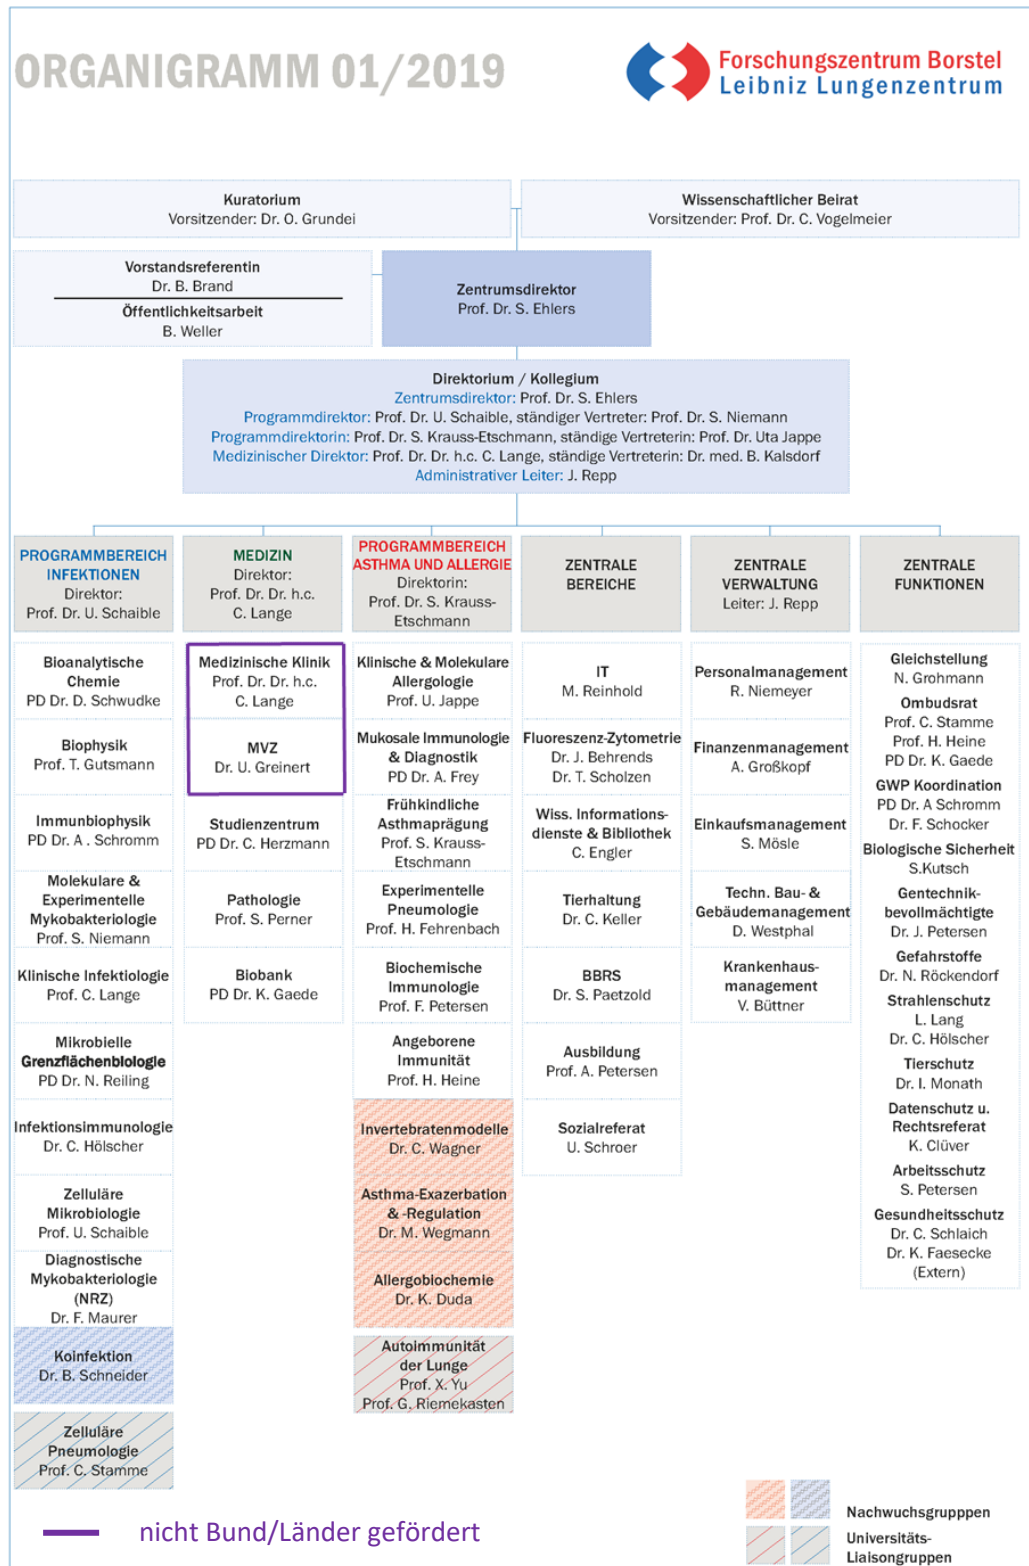 ORGANIGRAMM 01/2019
Forschungszentrum Borstel
Leibniz Lungenzentrum
Kuratorium
Vorsitzender: Dr. O. Grundei
Wissenschaftlicher Beirat
Vorsitzender: Prof. Dr. C. Vogelmeier
Vorstandsreferentin
Dr. B. Brand
Öffentlichkeitsarbeit
B. Weller
Zentrumsdirektor
Prof. Dr. S. Ehlers
Direktorium / Kollegium
Zentrumsdirektor: Prof. Dr. S. Ehlers
Programmdirektor: Prof. Dr. U. Schaible, ständiger Vertreter: Prof. Dr. S. Niemann
Programmdirektorin: Prof. Dr. S. Krauss-Etschmann, ständige Vertreterin: Prof. Dr. Uta Jappe
Medizinischer Direktor: Prof. Dr. Dr. h.c. C. Lange, ständige Vertreterin: Dr. med. B. Kalsdorf
Administrativer Leiter: J. Repp
PROGRAMMBEREICH
INFEKTIONEN
Direktor:
Prof. Dr. U. Schaible
Bioanalytische
Chemie
PD Dr. D. Schwudke
Biophysik
Prof. T. Gutsmann
Immunbiophysik
PD Dr. A . Schromm
Molekulare &
Experimentelle
Mykobakteriologie
Prof. S. Niemann
Klinische Infektiologie
Prof. C. Lange
Mikrobielle
Grenzflächenbiologie
PD Dr. N. Reiling
Infektionsimmunologie
Dr. C. Hölscher
Zelluläre
Mikrobiologie
Prof. U. Schaible
Diagnostische
Mykobakteriologie
(NRZ)
Dr. F. Maurer
Koinfektion
Dr. B. Schneider
Zelluläre
Pneumologie
Prof. C. Stamme
MEDIZIN
Direktor:
Prof. Dr. Dr. h.c.
C. Lange
Medizinische Klinik
Prof. Dr. Dr. h.c.
C. Lange
MVZ
Dr. U. Greinert
Studienzentrum
PD Dr. C. Herzmann
Pathologie
Prof. S. Perner
Biobank
PD Dr. K. Gaede
PROGRAMMBEREICH
ASTHMA UND ALLERGIE
Direktorin:
Prof. Dr. S. Krauss-
Etschmann
Klinische & Molekulare
Allergologie
Prof. U. Jappe
Mukosale Immunologie
& Diagnostik
PD Dr. A. Frey
Frühkindliche
Asthmaprägung
Prof. S. Krauss-
Etschmann
Experimentelle
Pneumologie
Prof. H. Fehrenbach
Biochemische
Immunologie
Prof. F. Petersen
Angeborene
Immunität
Prof. H. Heine
Invertebratenmodelle
Dr. C. Wagner
Asthma-Exazerbation
& -Regulation
Dr. M. Wegmann
Allergobiochemie
Dr. K. Duda
Autoimmunität
der Lunge
Prof. X. Yu
Prof. G. Riemekasten
ZENTRALE
BEREICHE
IT
M. Reinhold
Fluoreszenz-Zytometrie
Dr. J. Behrends
Dr. T. Scholzen
Wiss. Informations-
dienste & Bibliothek
C. Engler
Tierhaltung
Dr. C. Keller
BBRS
Dr. S. Paetzold
Ausbildung
Prof. A. Petersen
Sozialreferat
U. Schroer
ZENTRALE
VERWALTUNG
Leiter: J. Repp
Personalmanagement
R. Niemeyer
Finanzenmanagement
A. Großkopf
Einkaufsmanagement
S. Mösle
Techn. Bau- &
Gebäudemanagement
D. Westphal
Krankenhaus-
management
V. Büttner
ZENTRALE
FUNKTIONEN
Gleichstellung
N. Grohmann
Ombudsrat
Prof. C. Stamme
Prof. H. Heine
PD Dr. K. Gaede
GWP Koordination
PD Dr. A Schromm
Dr. F. Schocker
Biologische Sicherheit
S.Kutsch
Gentechnik-
bevollmächtigte
Dr. J. Petersen
Gefahrstoffe
Dr. N. Röckendorf
Strahlenschutz
L. Lang
Dr. C. Hölscher
Tierschutz
Dr. I. Monath
Datenschutz u.
Rechtsreferat
K. Clüver
Arbeitsschutz
S. Petersen
Gesundheitsschutz
Dr. C. Schlaich
Dr. K. Faesecke
(Extern)
nicht Bund/Länder gefördert
Nachwuchsgrupppen
Universitäts-
Liaisongruppen